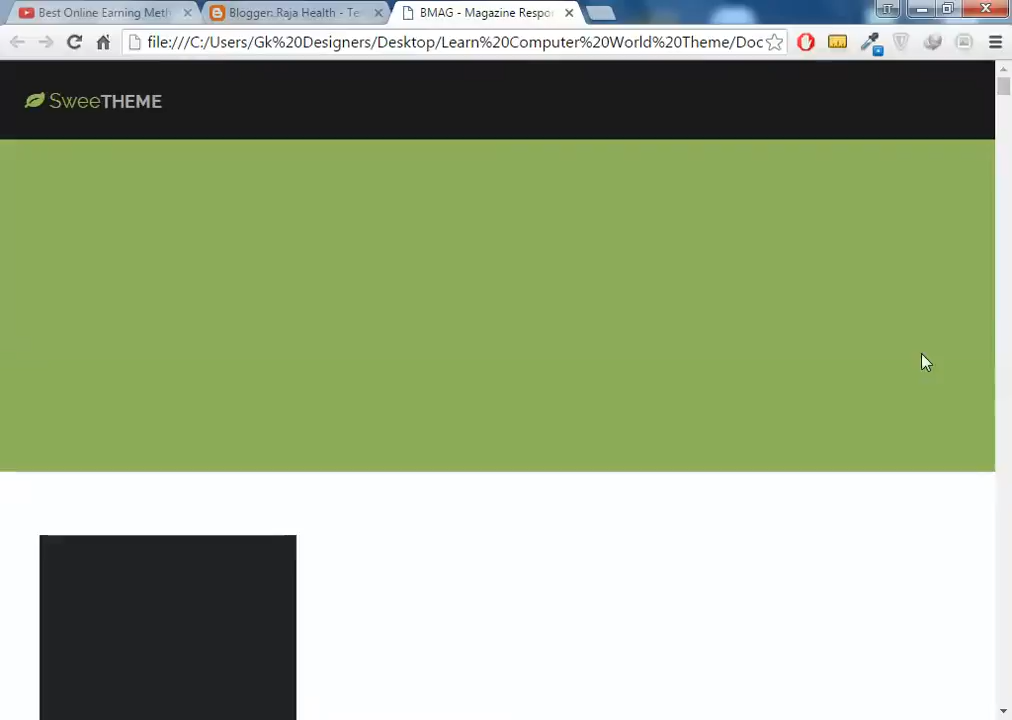 Best Online Earning Meth
Blogger: Raja Health - Te
BMAG - Magazine Respo
file:///C:/Users/Gk%20Designers/Desktop/Learn%20Computer%20World%20Theme/Doc
SweeTHEME